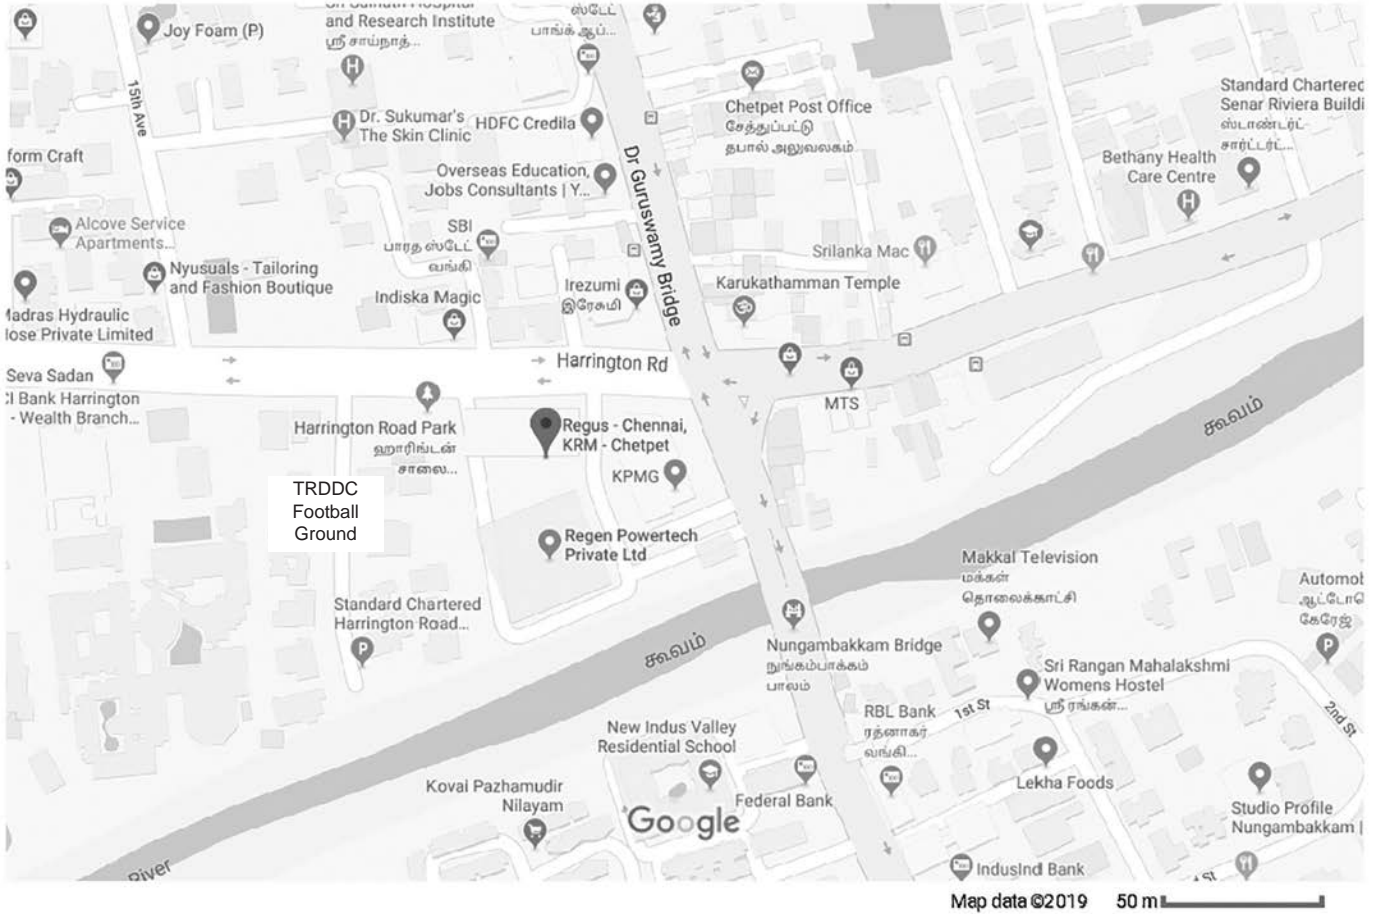 Joy Foam (P)
and Research Institute
ஸ்ரீ சாய்நாத்...
ஸ்டேட்
பாங்க் ஆப்...
15th Ave
Dr. Sukumar's
The Skin Clinic
HDFC Credila
Chetpet Post Office
சேத்துப்பட்டு
தபால் அலுவலகம்
Standard Chartered
Senar Riviera Buildi
ஸ்டாண்டர்ட்
சார்ட்டர்ட்...
form Craft
Overseas Education,
Jobs Consultants | Y...
Dr Guruswamy Bridge
Bethany Health
Care Centre
Alcove Service
Apartments...
SBI
பாரத ஸ்டேட்
வங்கி
Srilanka Mac
Nyusuals - Tailoring
and Fashion Boutique
Indiska Magic
Irezumi
இரேசுமி
Karukathamman Temple
Madras Hydraulic
Hose Private Limited
Harrington Rd
Seva Sadan
CI Bank Harrington
- Wealth Branch...
MTS
Harrington Road Park
ஹாரிங்டன்
சாலை...
Regus - Chennai,
KRM - Chetpet
KPMG
கூவம்
TRDDC
Football
Ground
Regen Powertech
Private Ltd
Makkal Television
மக்கள்
தொலைக்காட்சி
Automob
ஆட்டோமொ
கேரேஜ்
Standard Chartered
Harrington Road...
கூவம்
Nungambakkam Bridge
நுங்கம்பாக்கம்
பாலம்
Sri Rangan Mahalakshmi
Womens Hostel
ஸ்ரீ ரங்கன்...
RBL Bank
ரத்னாகர்
வங்கி...
1st St
2nd St
New Indus Valley
Residential School
Lekha Foods
Kovai Pazhamudir
Nilayam
Federal Bank
Studio Profile
Nungambakkam |
Google
River
IndusInd Bank
Map data ©2019 50 m